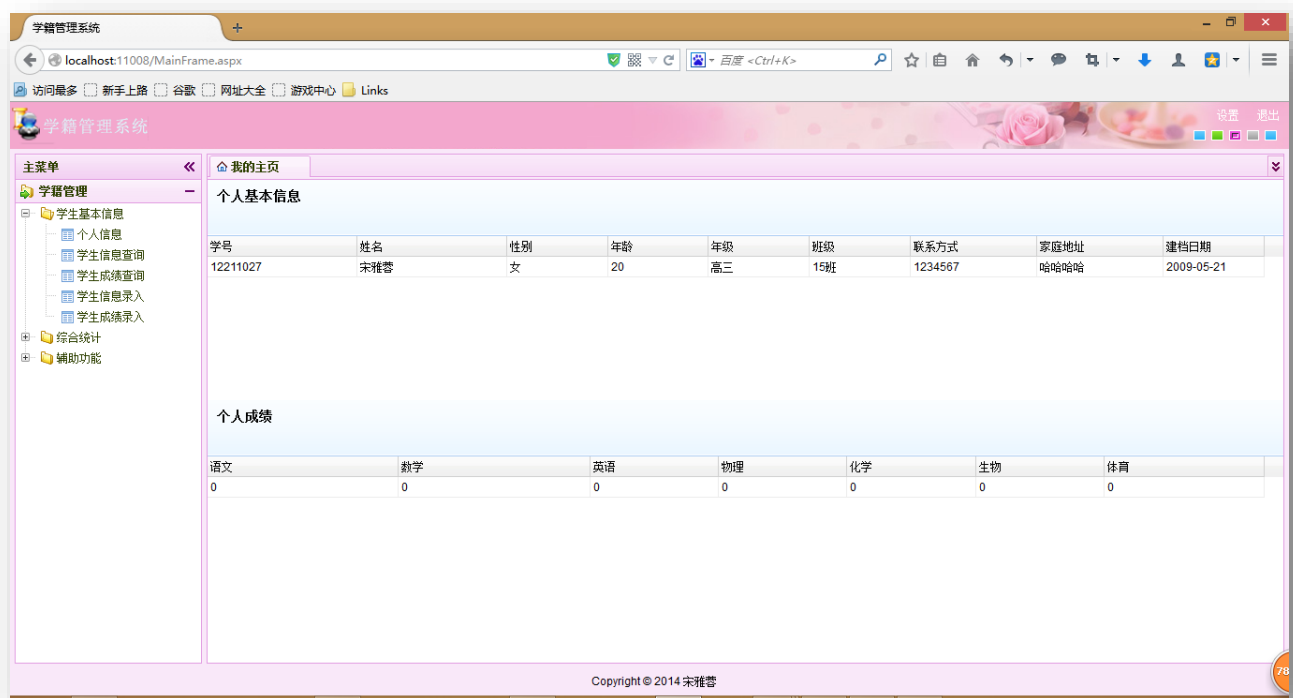 学籍管理系统
localhost:11008/MainFrame.aspx
百度 <Ctrl+K>
访问最多 新手上路 谷歌 网址大全 游戏中心 Links
学籍管理系统
设置 退出
主菜单
我的主页
学籍管理
学生基本信息
个人信息
学生信息查询
学生成绩查询
学生信息录入
学生成绩录入
综合统计
辅助功能
个人基本信息
学号 姓名 性别 年龄 年级 班级 联系方式 家庭地址 建档日期
12211027 宋雅蓉 女 20 高三 15班 1234567 哈哈哈哈 2009-05-21
个人成绩
语文 数学 英语 物理 化学 生物 体育
0 0 0 0 0 0 0
78
Copyright © 2014 宋雅蓉